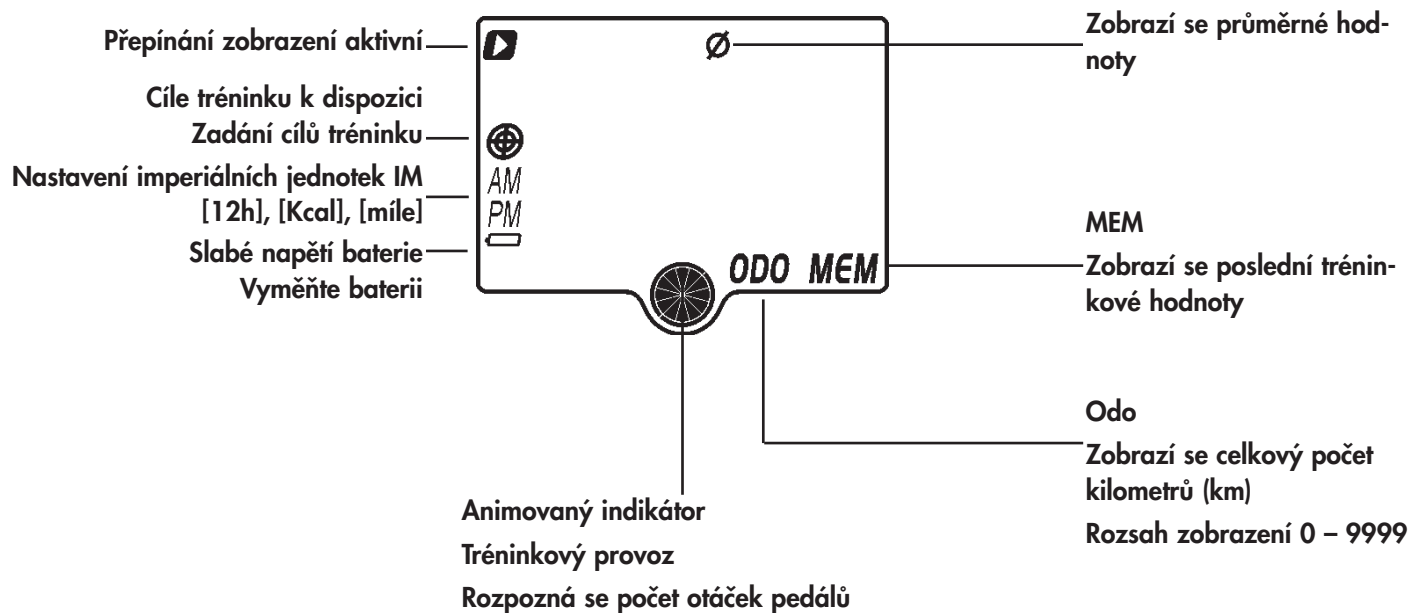 Přepínání zobrazení aktivní
Cíle tréninku k dispozici
Zadání cílů tréninku
Nastavení imperiálních jednotek IM
[12h], [Kcal], [míle]
Slabé napětí baterie
Vyměňte baterii
Ø
AM
PM
ODO MEM
Zobrazí se průměrné hod-
noty
MEM
Zobrazí se poslední trénin-
kové hodnoty
Odo
Zobrazí se celkový počet
kilometrů (km)
Rozsah zobrazení 0 – 9999
Animovaný indikátor
Tréninkový provoz
Rozpozná se počet otáček pedálů